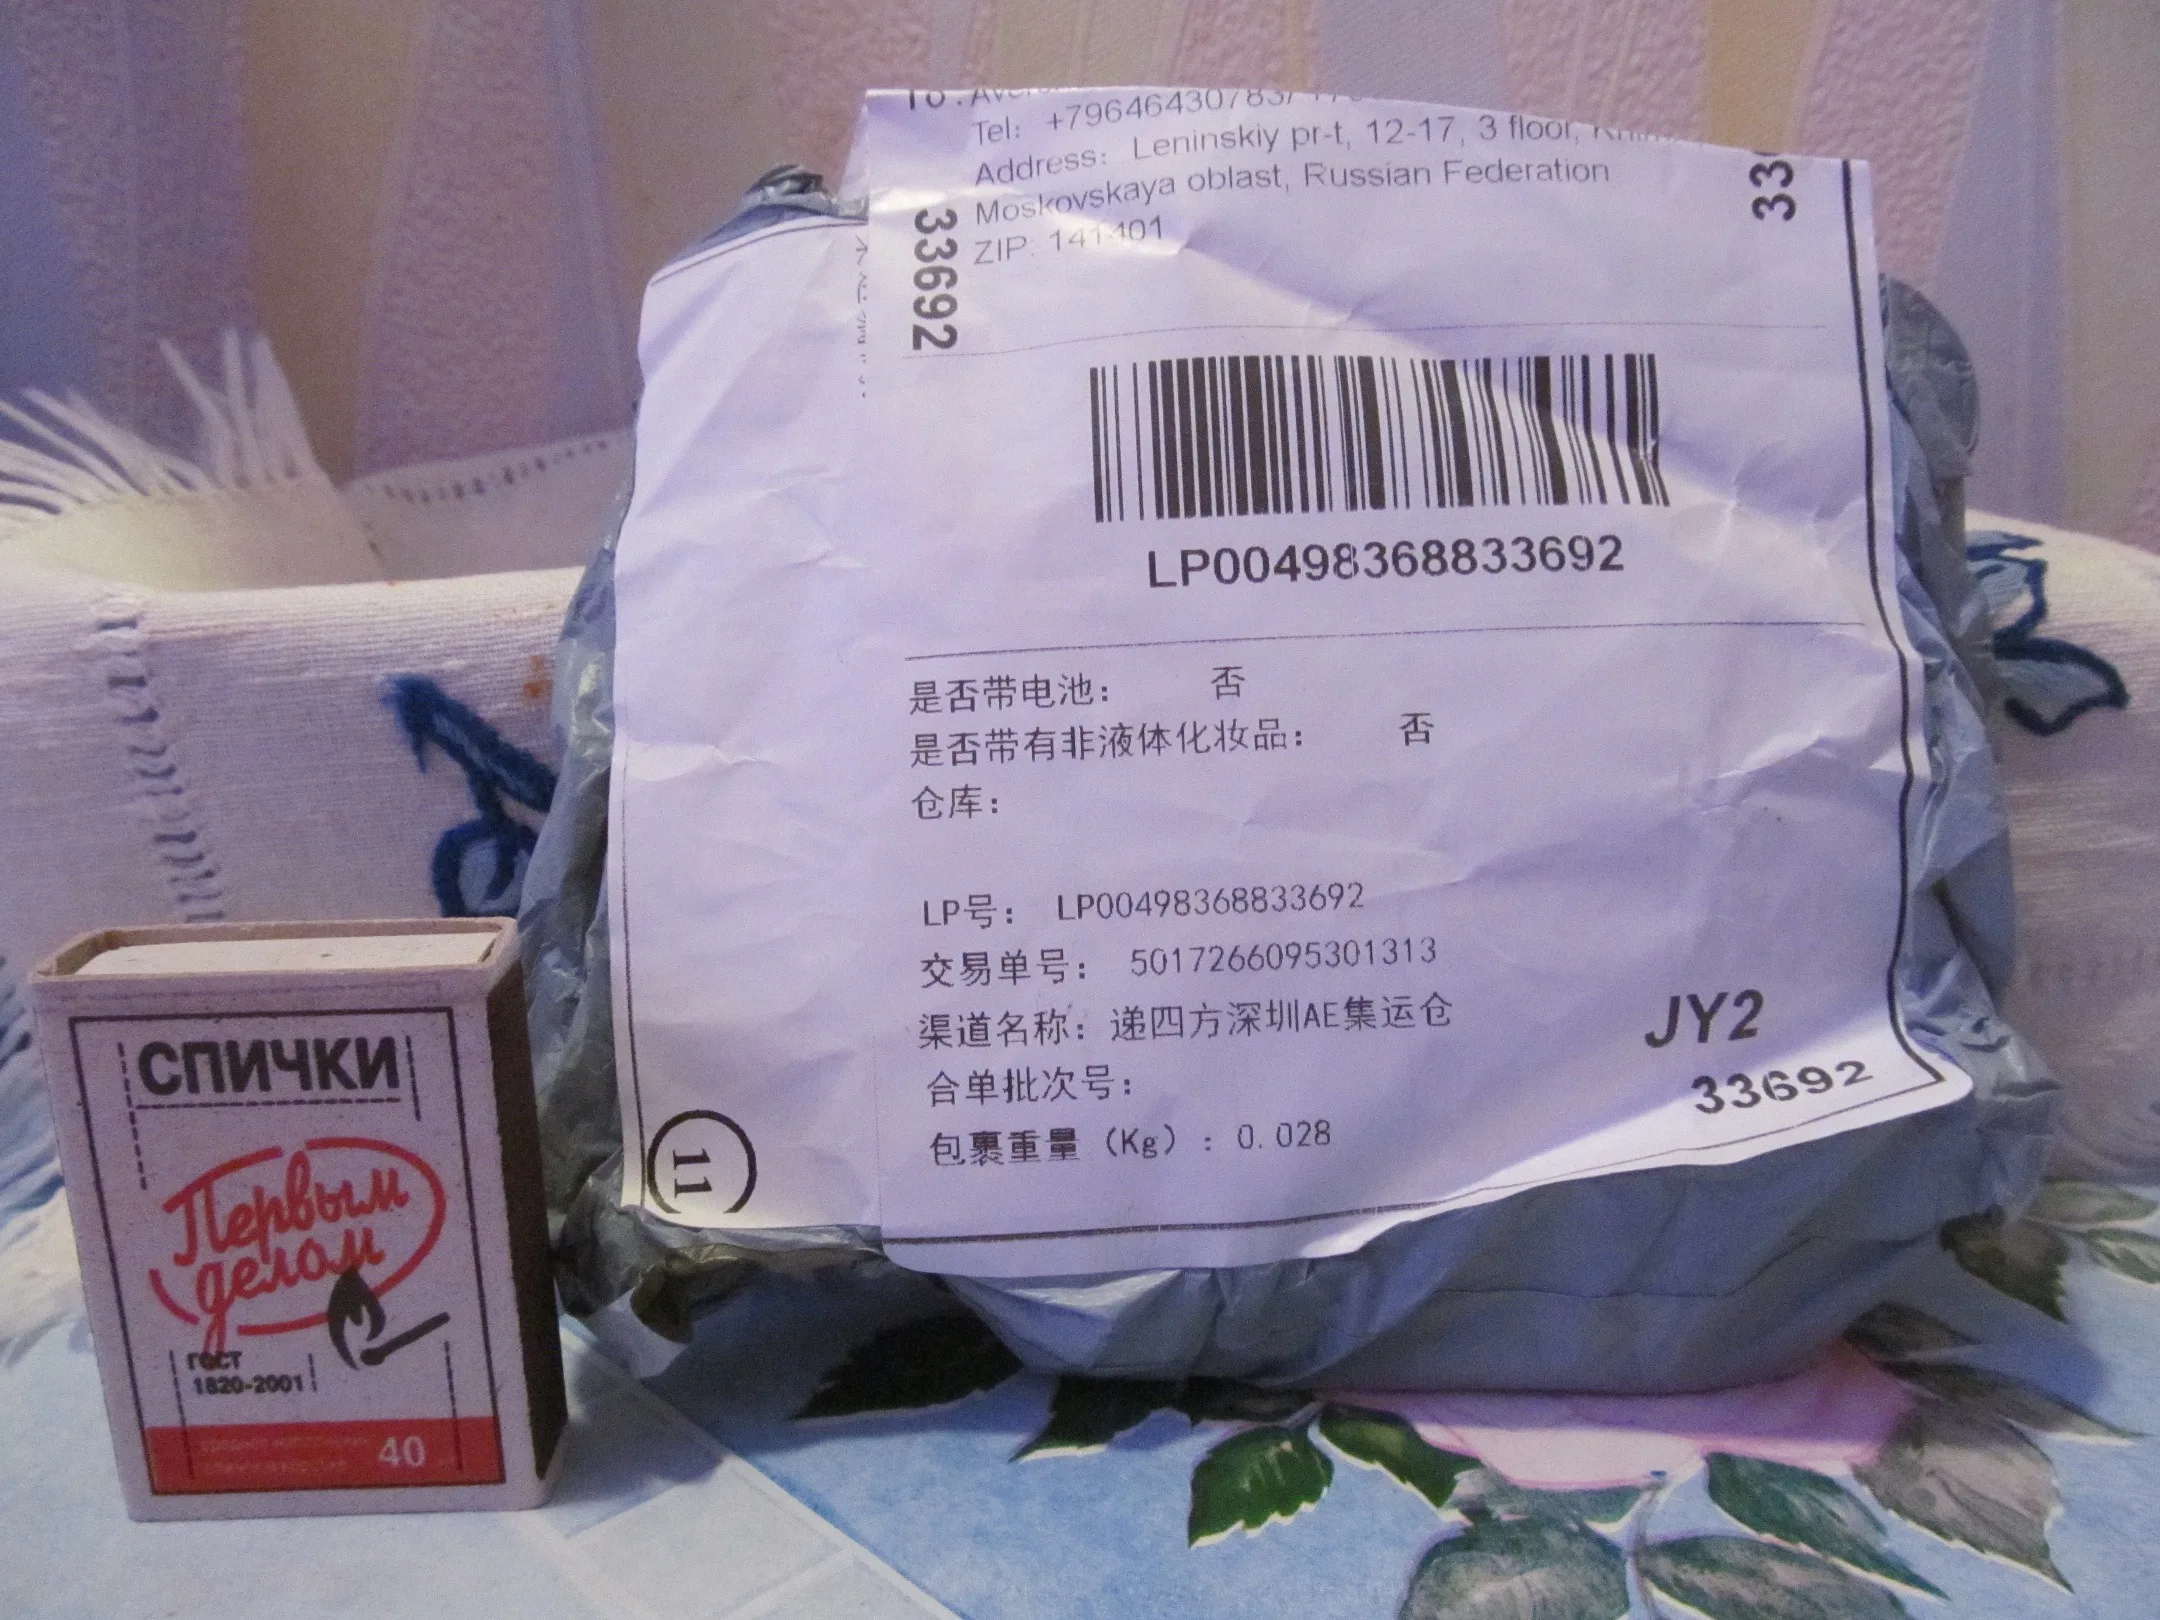 To:
Tel: +79646430783/
Address: Leninskiy pr-t, 12-17, 3 floor,
Moskovskaya oblast, Russian Federation
ZIP: 141401
33692
33
LP00498368833692
是否带电池： 否
是否带有非液体化妆品： 否
仓库：
LP号： LP00498368833692
交易单号： 5017266095301313
渠道名称：递四方深圳AE集运仓
合单批次号：
包裹重量（Kg）：0.028
JY2
33692
11
СПИЧКИ
Первым
делом
ГОСТ
1820-2001
40